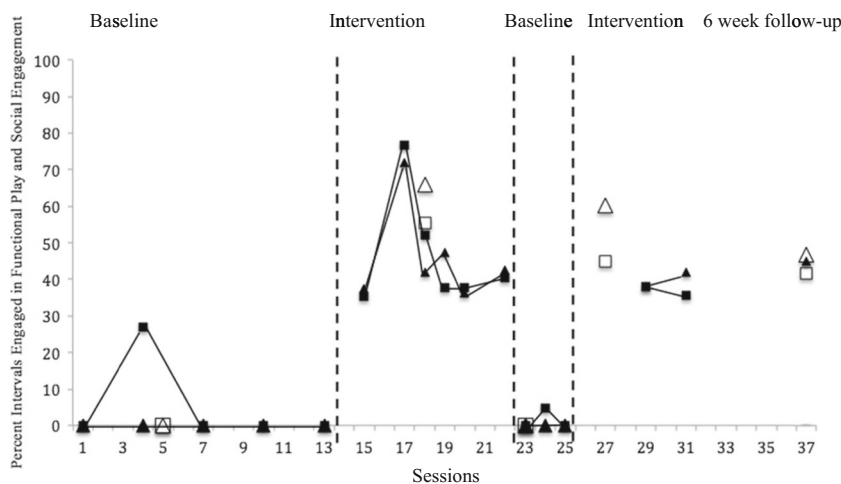 Baseline Intervention Baseline Intervention 6 week follow-up
Percent Intervals Engaged in Functional Play and Social Engagement
100
90
80
70
60
50
40
30
20
10
0
1 3 5 7 9 11 13 15 17 19 21 23 25 27 29 31 33 35 37
Sessions